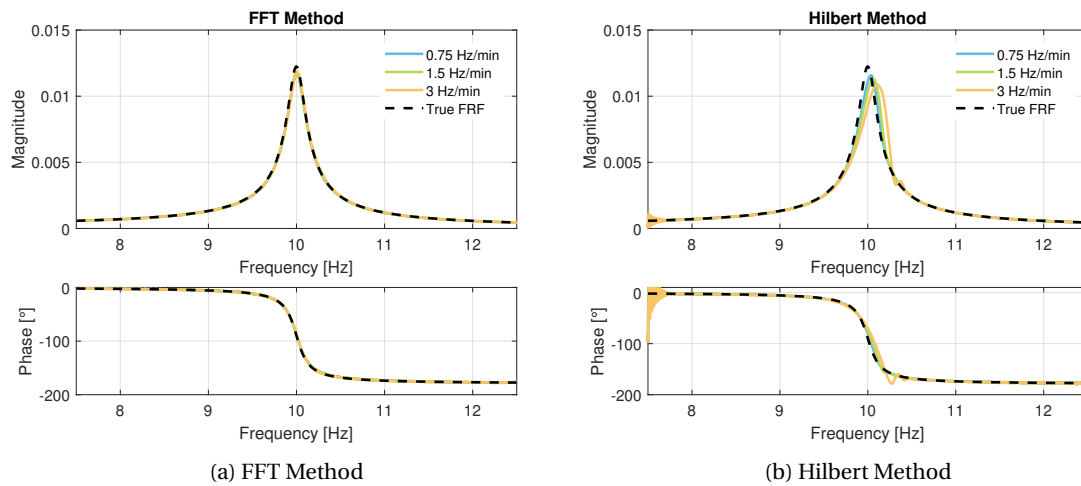 FFT Method
0.015
0.01
0.005
0
Magnitude
0.75 Hz/min
1.5 Hz/min
3 Hz/min
True FRF
8 9 10 11 12
Frequency [Hz]
0
-100
-200
Phase [°]
8 9 10 11 12
Frequency [Hz]
(a) FFT Method
Hilbert Method
0.015
0.01
0.005
0
Magnitude
0.75 Hz/min
1.5 Hz/min
3 Hz/min
True FRF
8 9 10 11 12
Frequency [Hz]
0
-100
-200
Phase [°]
8 9 10 11 12
Frequency [Hz]
(b) Hilbert Method